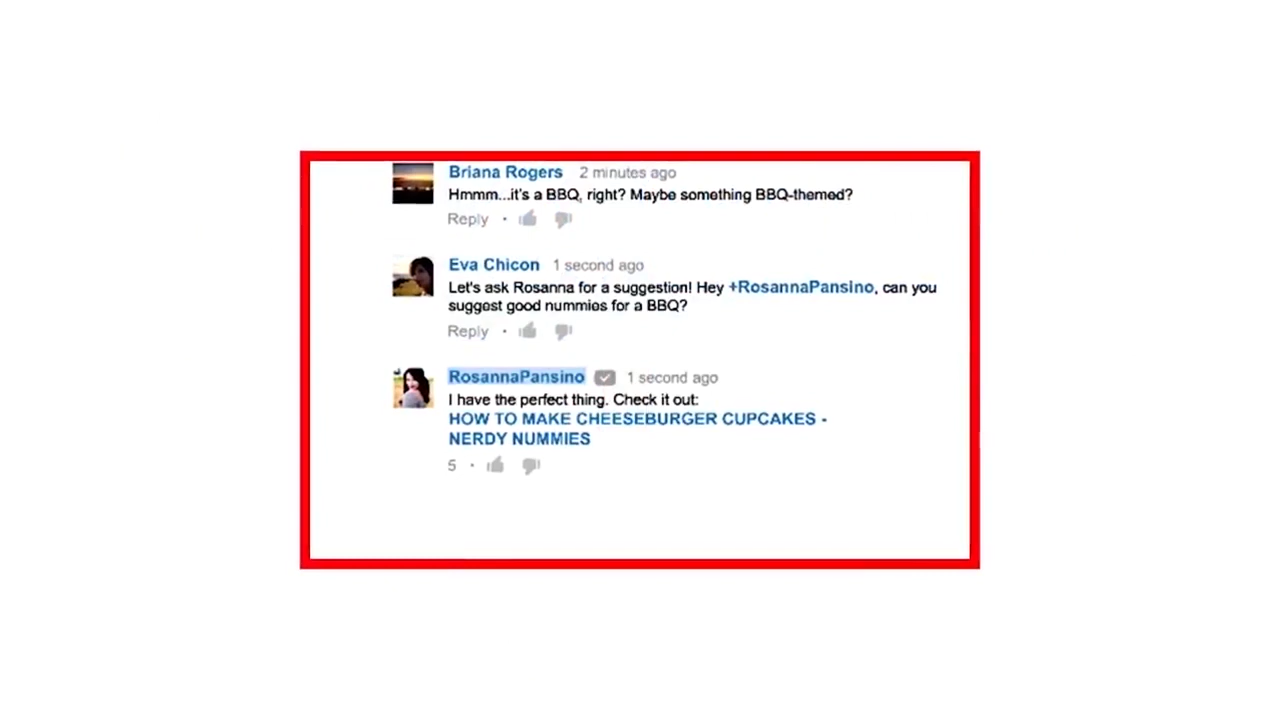 Briana Rogers 2 minutes ago
Hmmm...it's a BBQ, right? Maybe something BBQ-themed?
Reply ·
Eva Chicon 1 second ago
Let's ask Rosanna for a suggestion! Hey +RosannaPansino, can you
suggest good nummies for a BBQ?
Reply ·
RosannaPansino 1 second ago
I have the perfect thing. Check it out:
HOW TO MAKE CHEESEBURGER CUPCAKES -
NERDY NUMMIES
5 ·